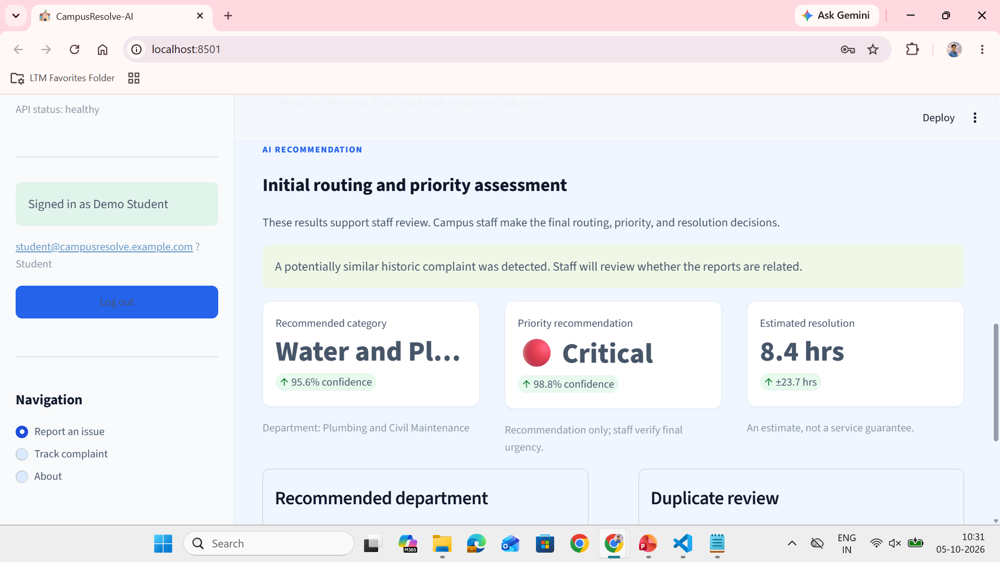 CampusResolve-AI
Ask Gemini
localhost:8501
LTM Favorites Folder
API status: healthy
Signed in as Demo Student
student@campusresolve.example.com ?
Student
Log out
Navigation
Report an issue
Track complaint
About
Keep this reference ID to check your complaint status later.
Deploy
AI RECOMMENDATION
Initial routing and priority assessment
These results support staff review. Campus staff make the final routing, priority, and resolution decisions.
A potentially similar historic complaint was detected. Staff will review whether the reports are related.
Recommended category
Water and Pl...
↑ 95.6% confidence
Department: Plumbing and Civil Maintenance
Priority recommendation
Critical
↑ 98.8% confidence
Recommendation only; staff verify final
urgency.
Estimated resolution
8.4 hrs
↑ ±23.7 hrs
An estimate, not a service guarantee.
Recommended department
Duplicate review
Search
M365
ENG
IN
10:31
05-10-2026